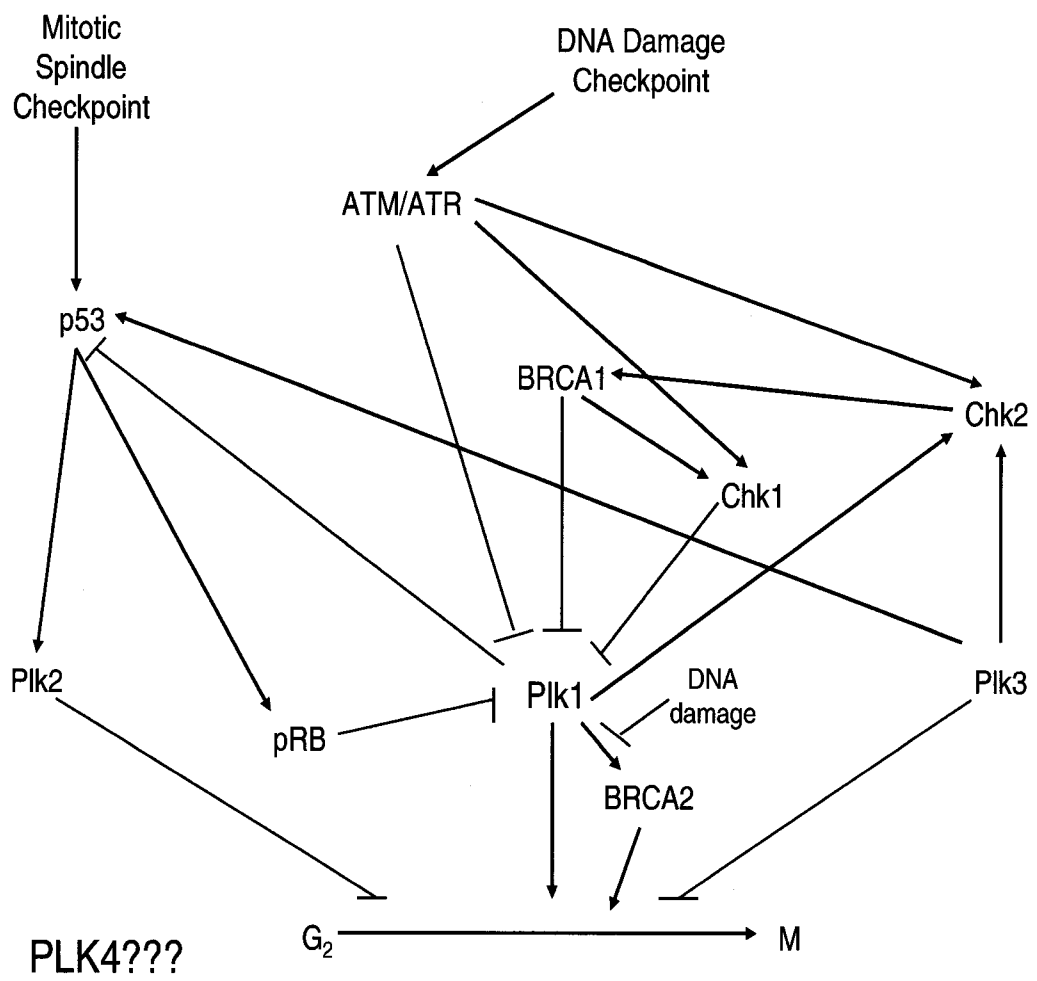 Mitotic
Spindle
Checkpoint
DNA Damage
Checkpoint
ATM/ATR
p53
BRCA1
Chk2
Chk1
Plk2
Plk1
DNA
damage
Plk3
pRB
BRCA2
G2
M
PLK4???